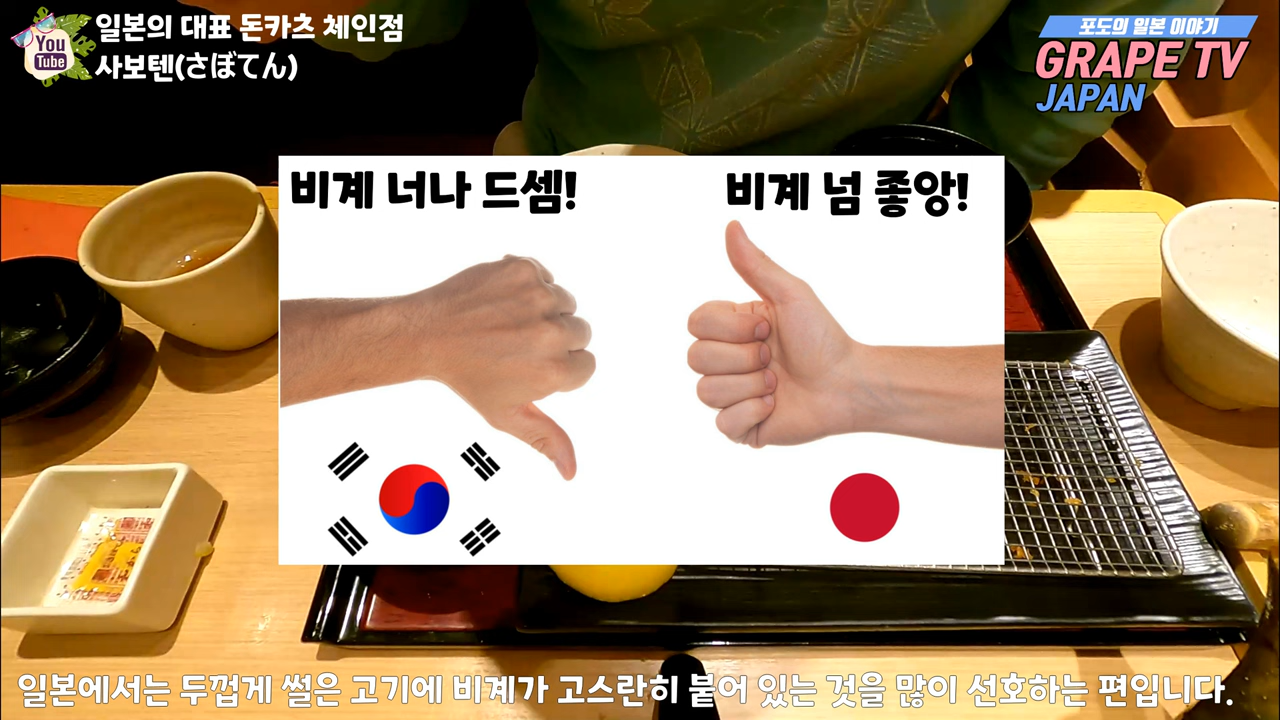 You
Tube
일본의 대표 돈카츠 체인점
사보텐(さぼてん)
포도의 일본 이야기
GRAPE TV
JAPAN
비계 너나 드셈!
비계 넘 좋앙!
일본에서는 두껍게 썰은 고기에 비계가 고스란히 붙어 있는 것을 많이 선호하는 편입니다.